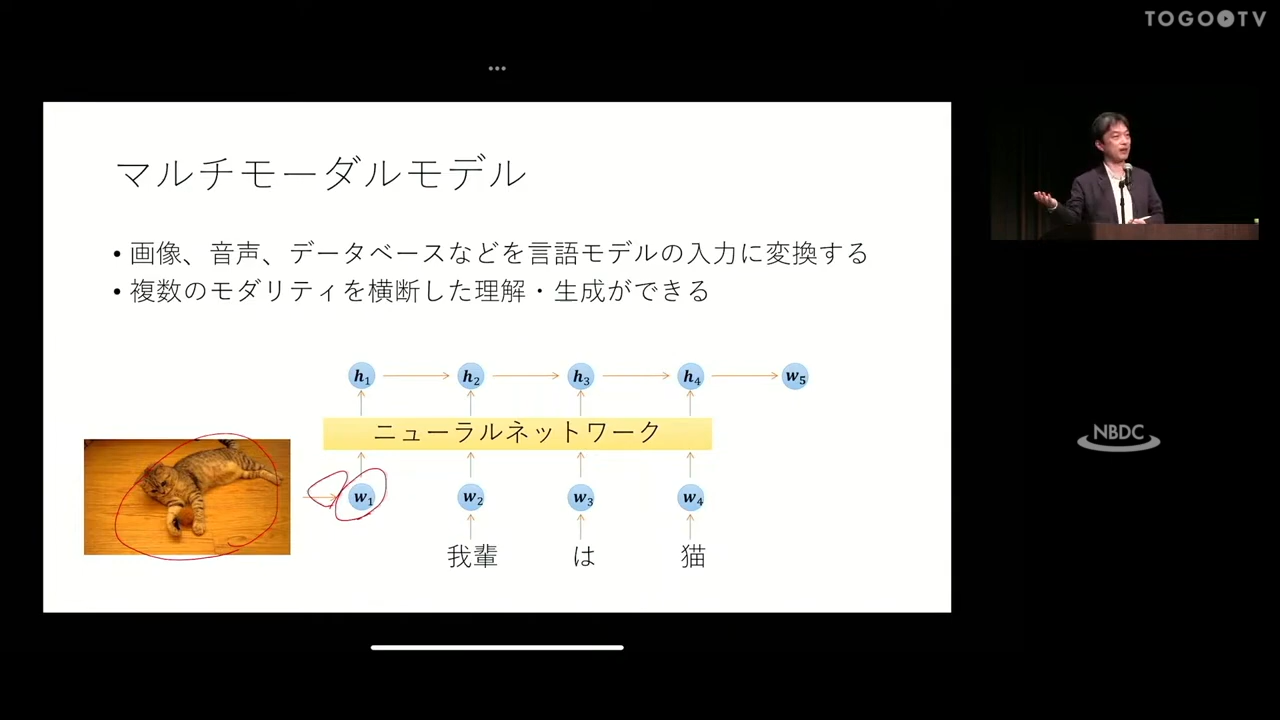 TOGO TV
...
マルチモーダルモデル
• 画像、音声、データベースなどを言語モデルの入力に変換する
• 複数のモダリティを横断した理解・生成ができる
h1 h2 h3 h4 w5
ニューラルネットワーク
w1 w2 w3 w4
我輩 は 猫
NBDC